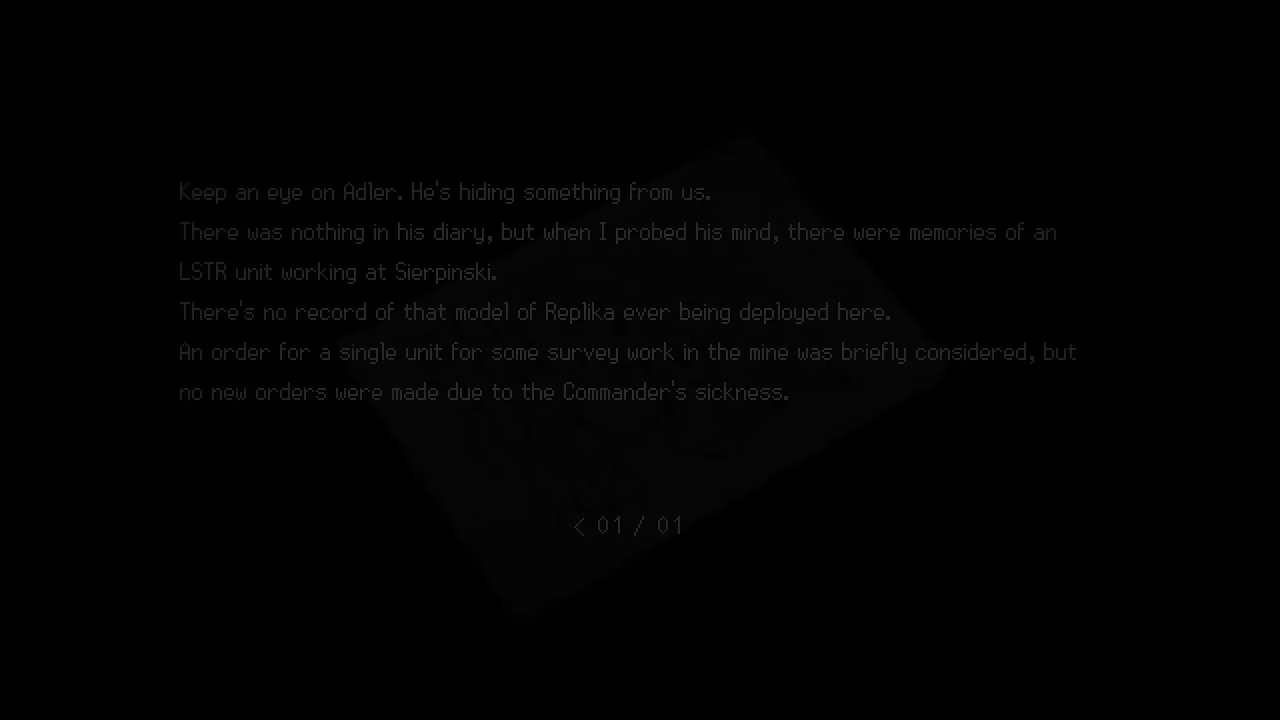 Keep an eye on Adler. He's hiding something from us.
There was nothing in his diary, but when I probed his mind, there were memories of an
LSTR unit working at Sierpinski.
There's no record of that model of Replika ever being deployed here.
An order for a single unit for some survey work in the mine was briefly considered, but
no new orders were made due to the Commander's sickness.
< 01 / 01